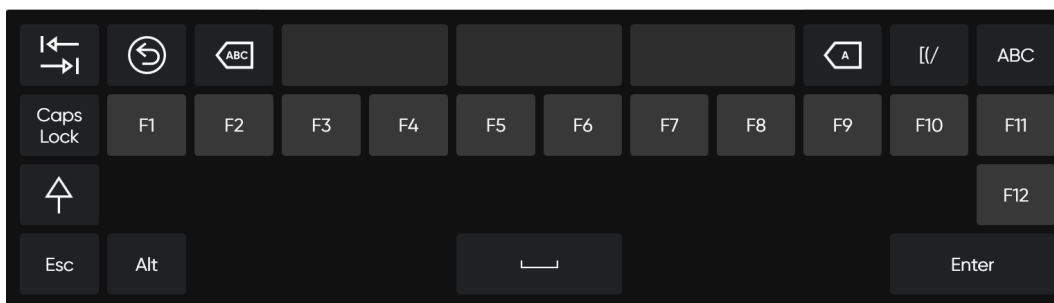 ABC A [(/ ABC
Caps Lock F1 F2 F3 F4 F5 F6 F7 F8 F9 F10 F11
F12
Esc Alt Enter